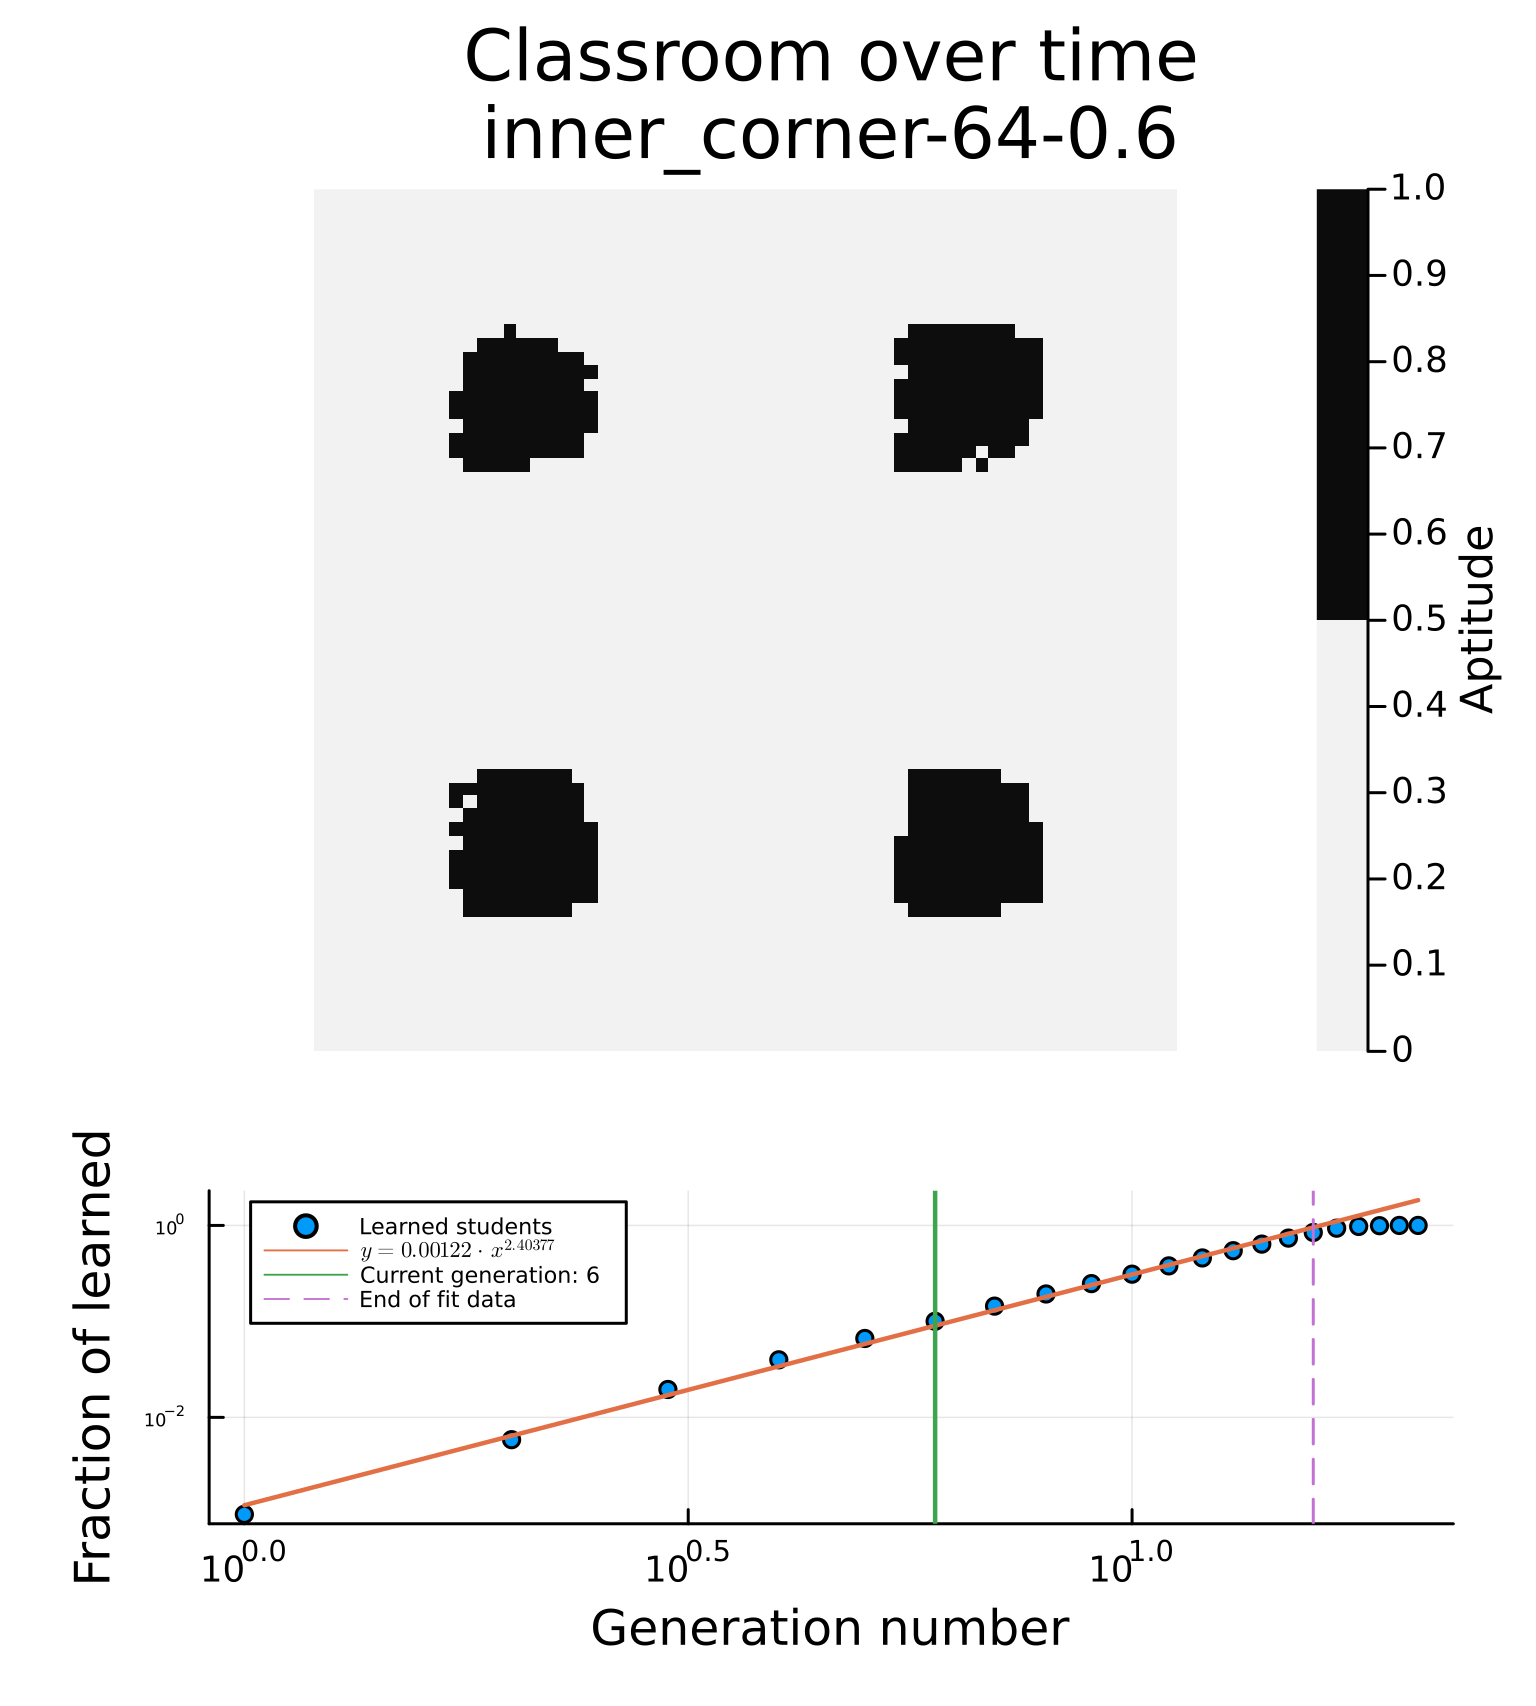 Classroom over time
inner_corner-64-0.6
1.0
0.9
0.8
0.7
0.6
0.5
0.4
0.3
0.2
0.1
0
Aptitude
Fraction of learned
10⁰
10⁻²
Learned students
y = 0.00122 · x^{2.40377}
Current generation: 6
End of fit data
10^{0.0}
10^{0.5}
10^{1.0}
Generation number